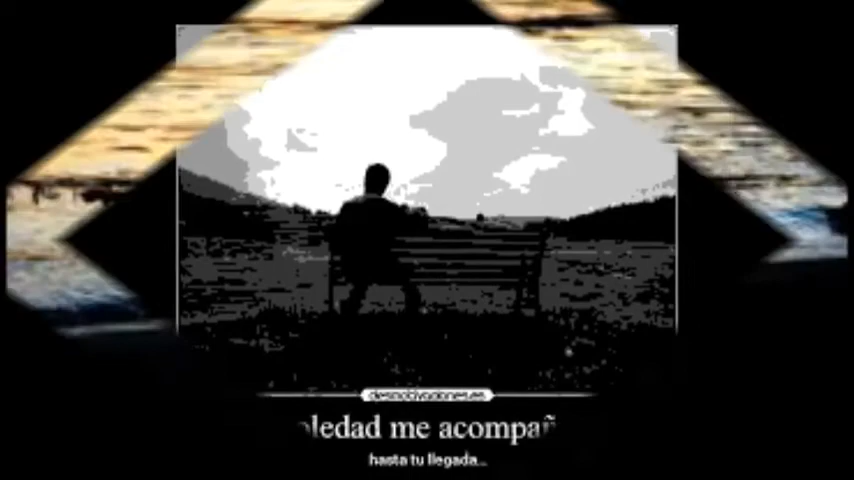 desmotivaciones.es
oledad me acompañ
hasta tu llegada...